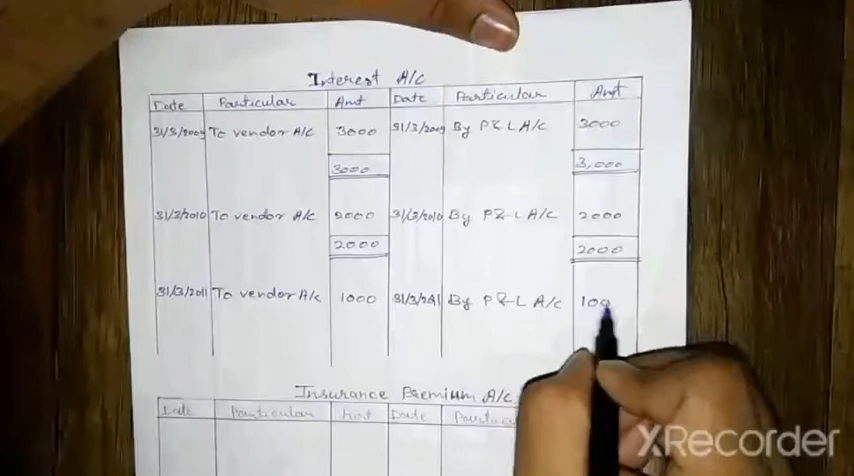 Interest A/C
Date Particular Amt Date Particular Amt
31/3/2009 To vendor A/C 3000 31/3/2009 By P&L A/C 3000
3000 3,000
31/3/2010 To vendor A/C 2000 31/3/2010 By P&L A/C 2000
2000 2000
31/3/2011 To vendor A/c 1000 31/3/2011 By P&L A/C 100
Insurance Premium A/C
Date Particular Amt Date Particular
XRecorder